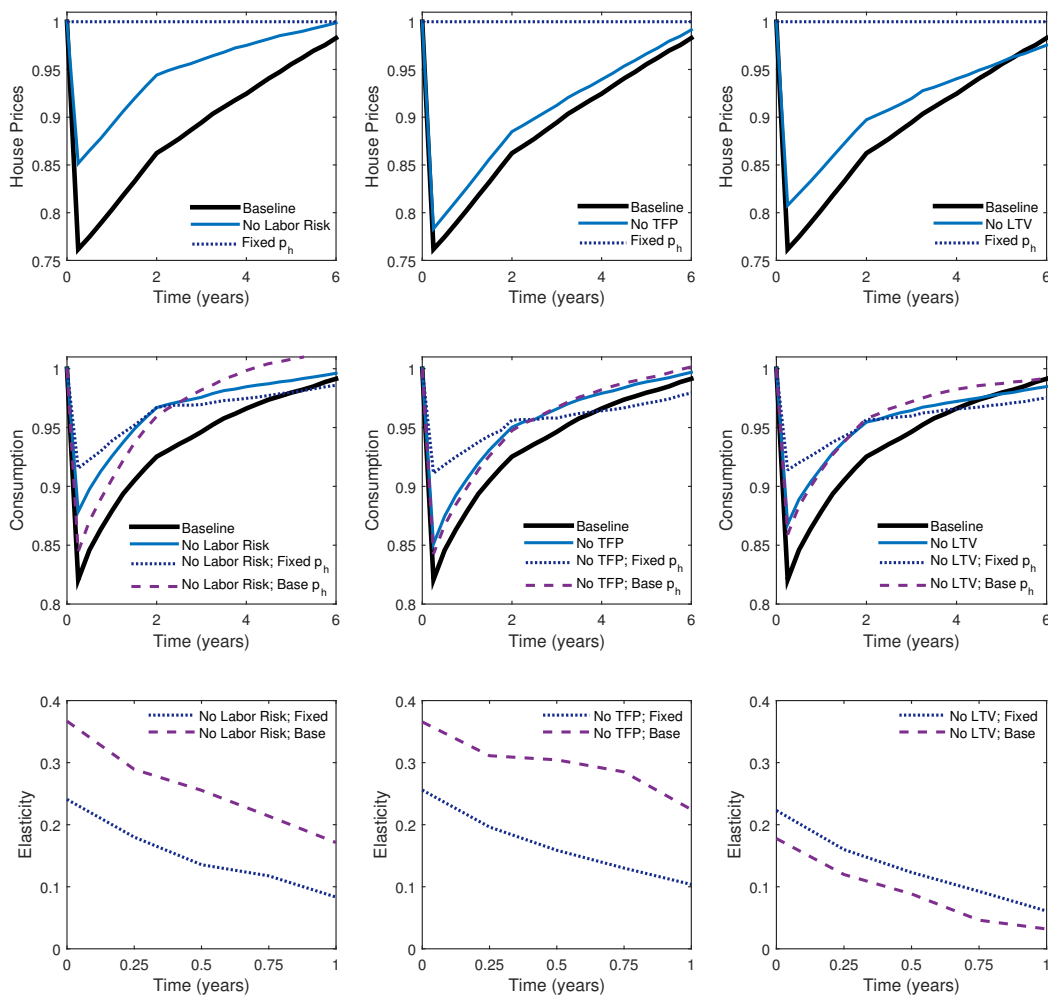 House Prices
1
0.95
0.9
0.85
0.8
0.75
Baseline
No Labor Risk
Fixed p_h
0
2
4
6
Time (years)
House Prices
1
0.95
0.9
0.85
0.8
0.75
Baseline
No TFP
Fixed p_h
0
2
4
6
Time (years)
House Prices
1
0.95
0.9
0.85
0.8
0.75
Baseline
No LTV
Fixed p_h
0
2
4
6
Time (years)
Consumption
1
0.95
0.9
0.85
0.8
Baseline
No Labor Risk
No Labor Risk; Fixed p_h
No Labor Risk; Base p_h
0
2
4
6
Time (years)
Consumption
1
0.95
0.9
0.85
0.8
Baseline
No TFP
No TFP; Fixed p_h
No TFP; Base p_h
0
2
4
6
Time (years)
Consumption
1
0.95
0.9
0.85
0.8
Baseline
No LTV
No LTV; Fixed p_h
No LTV; Base p_h
0
2
4
6
Time (years)
Elasticity
0.4
0.3
0.2
0.1
0
No Labor Risk; Fixed
No Labor Risk; Base
0
0.25
0.5
0.75
1
Time (years)
Elasticity
0.4
0.3
0.2
0.1
0
No TFP; Fixed
No TFP; Base
0
0.25
0.5
0.75
1
Time (years)
Elasticity
0.4
0.3
0.2
0.1
0
No LTV; Fixed
No LTV; Base
0
0.25
0.5
0.75
1
Time (years)